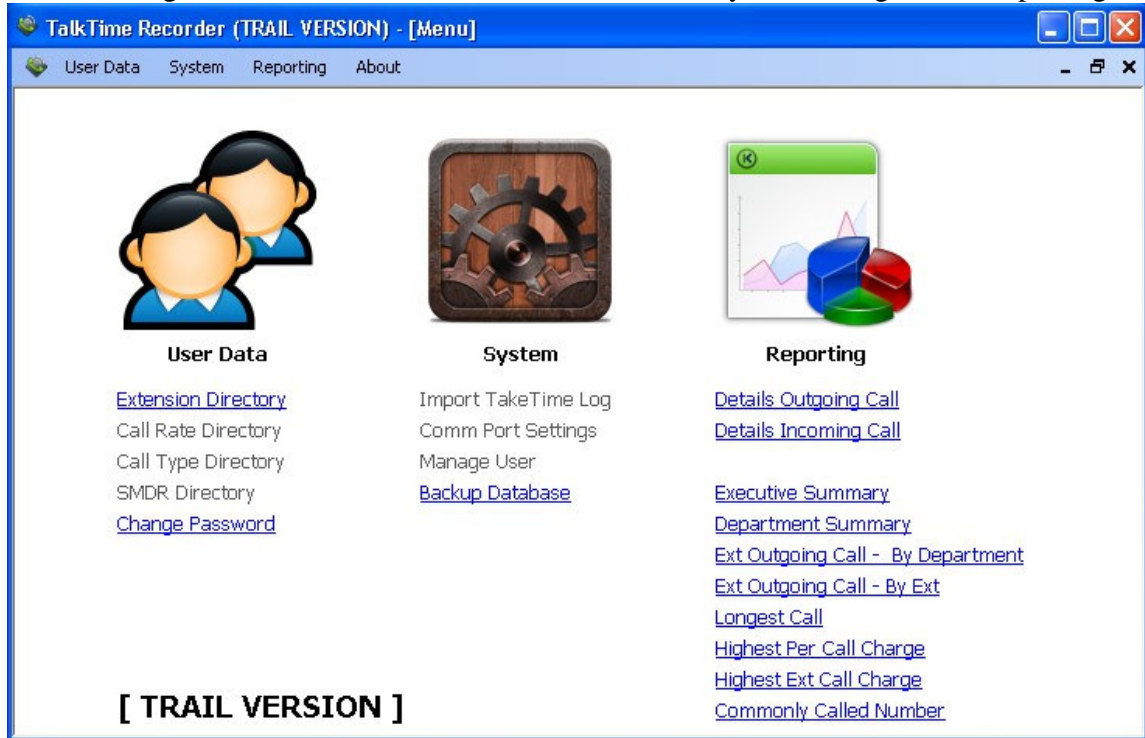 TalkTime Recorder (TRAIL VERSION) - [Menu]
User Data System Reporting About
User Data
Extension Directory
Call Rate Directory
Call Type Directory
SMDR Directory
Change Password
System
Import TakeTime Log
Comm Port Settings
Manage User
Backup Database
Reporting
Details Outgoing Call
Details Incoming Call
Executive Summary
Department Summary
Ext Outgoing Call - By Department
Ext Outgoing Call - By Ext
Longest Call
Highest Per Call Charge
Highest Ext Call Charge
Commonly Called Number
[ TRAIL VERSION ]